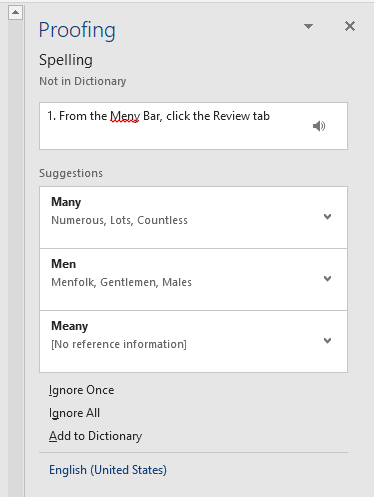 Proofing
Spelling
Not in Dictionary
1. From the Meny Bar, click the Review tab
Suggestions
Many
Numerous, Lots, Countless
Men
Menfolk, Gentlemen, Males
Meany
[No reference information]
Ignore Once
Ignore All
Add to Dictionary
English (United States)